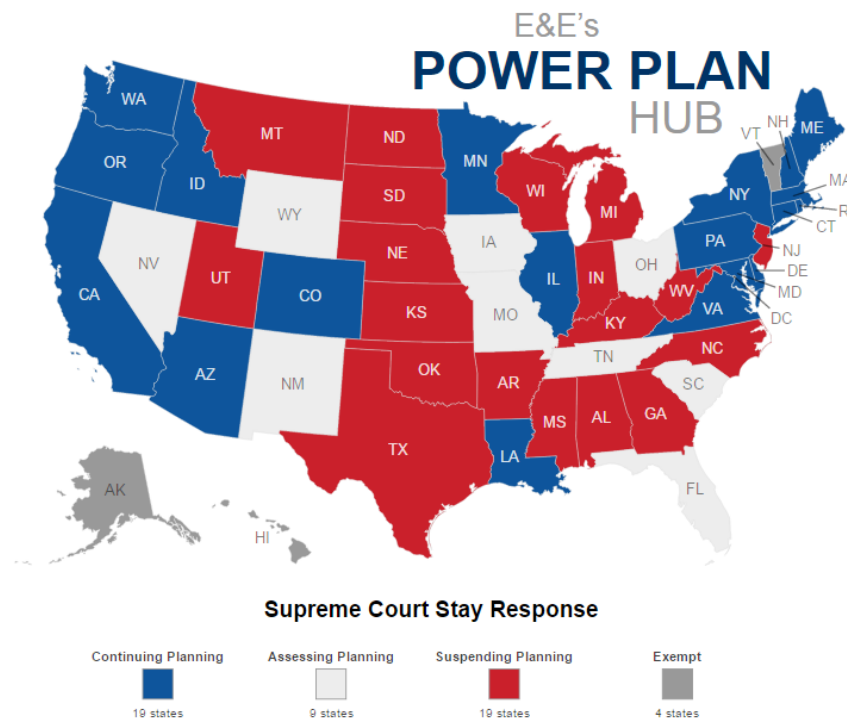 E&E's
POWER PLAN
HUB
WA
MT
ND
MN
VT
NH
ME
OR
ID
SD
WI
MI
NY
MA
R
CT
WY
IA
NE
PA
NJ
NV
UT
CO
IL
IN
OH
DE
MD
DC
CA
KS
MO
WV
VA
KY
AZ
NM
OK
AR
TN
NC
SC
TX
LA
MS
AL
GA
FL
AK
HI
Supreme Court Stay Response
Continuing Planning
Assessing Planning
Suspending Planning
Exempt
19 states
9 states
19 states
4 states